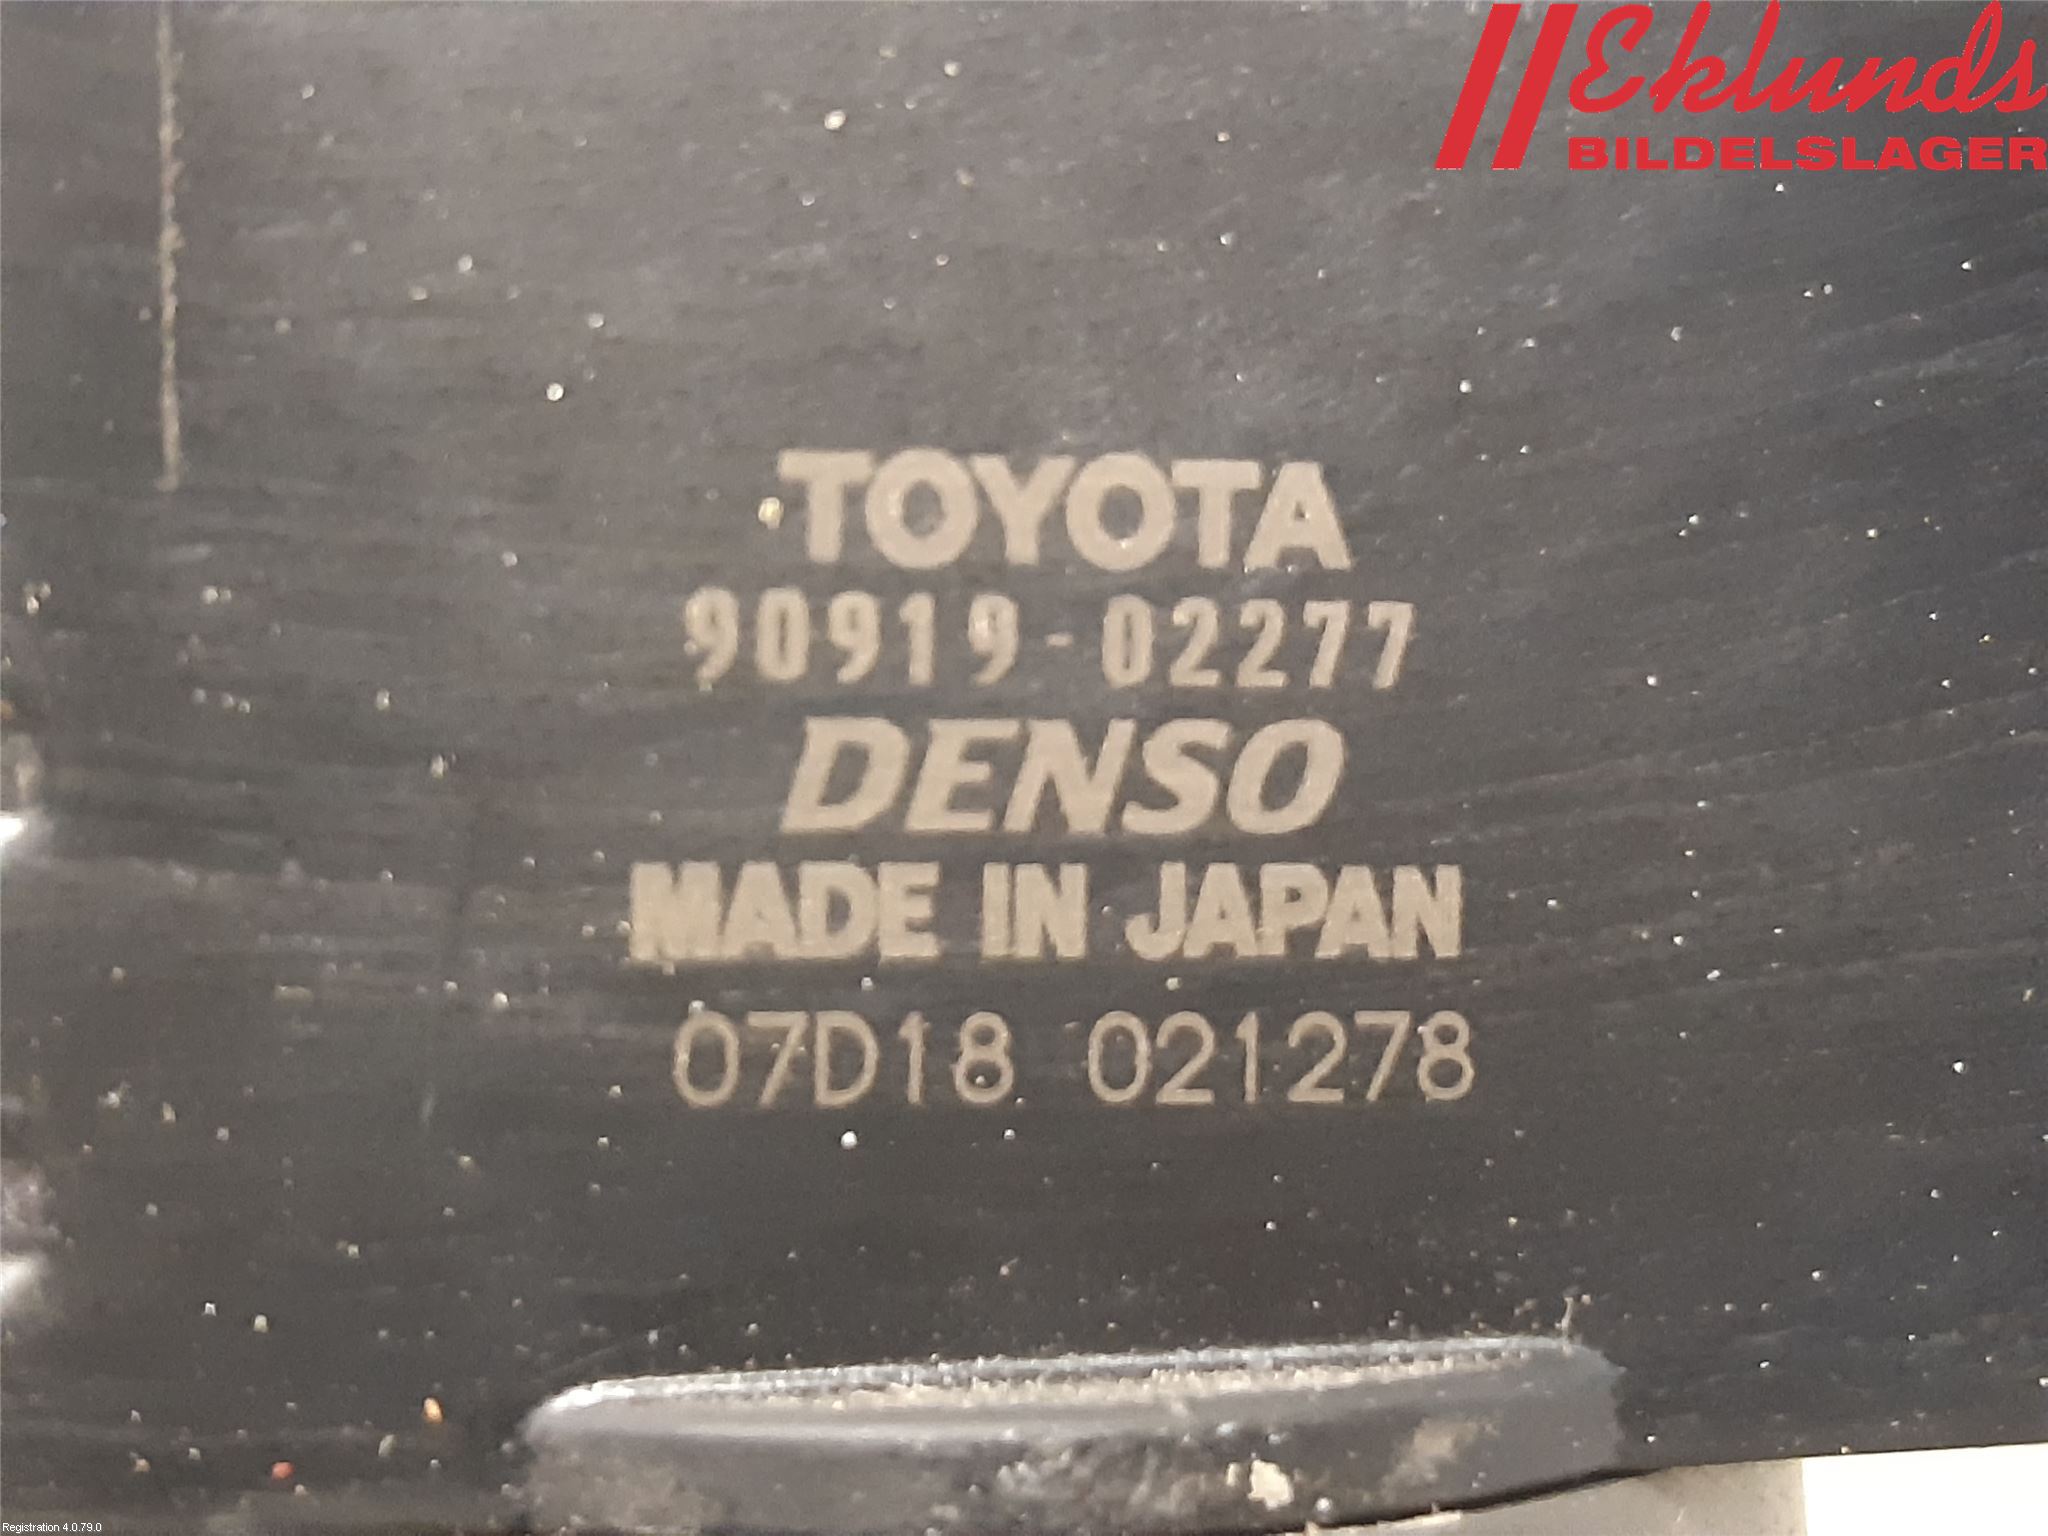 Eklunds
BILDELSLAGER
TOYOTA
90919-02277
DENSO
MADE IN JAPAN
07D18 021278
Registration 4.0.79.0